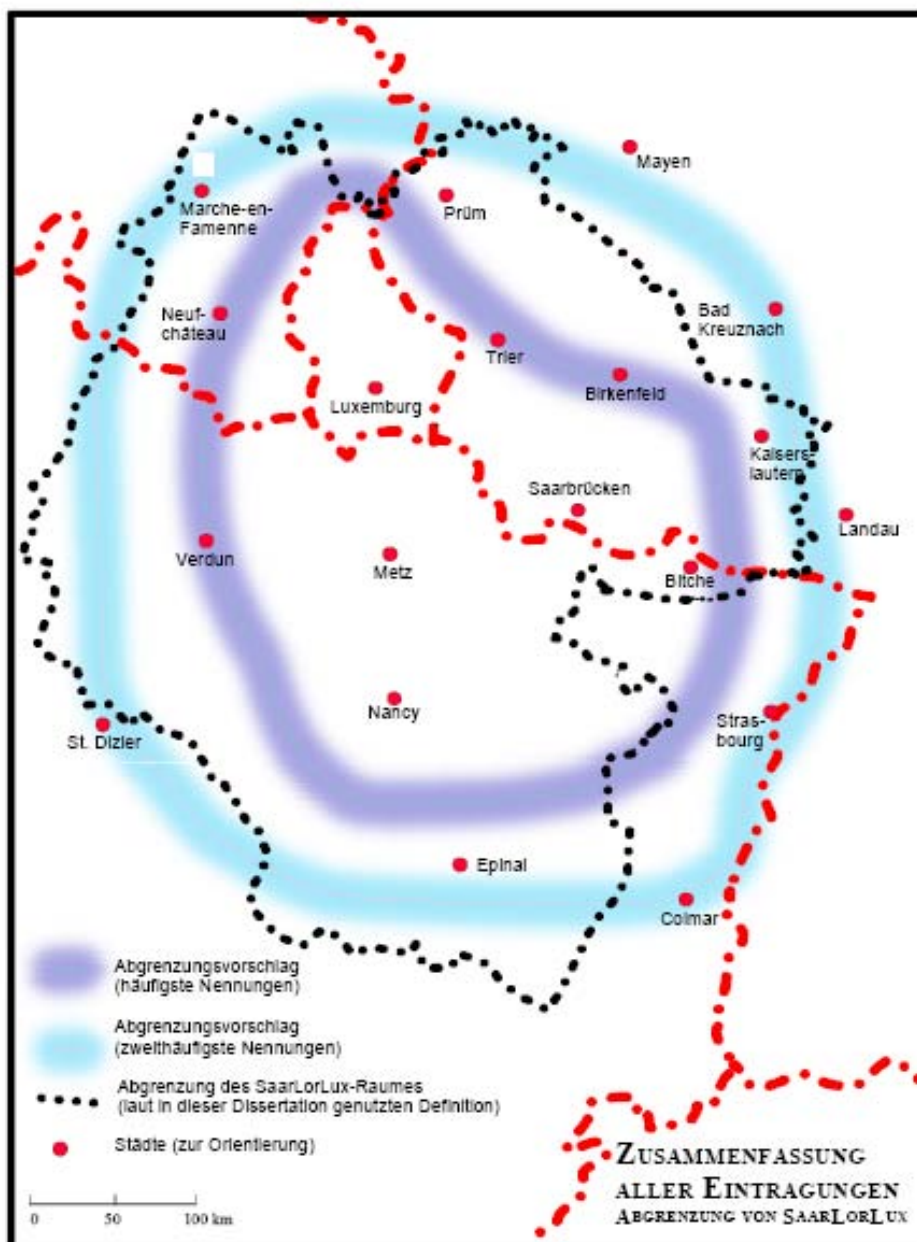 Mayen
Marche-en-
Famenne
Prüm
Neuf-
château
Bad
Kreuznach
Trier
Birkenfeld
Luxemburg
Kaisers-
lautern
Saarbrücken
Landau
Verdun
Metz
Bitche
Nancy
Stras-
bourg
St. Dizier
Epinal
Colmar
Abgrenzungsvorschlag
(häufigste Nennungen)
Abgrenzungsvorschlag
(zweithäufigste Nennungen)
Abgrenzung des SaarLorLux-Raumes
(laut in dieser Dissertation genutzten Definition)
Städte (zur Orientierung)
0 50 100 km
ZUSAMMENFASSUNG
ALLER EINTRAGUNGEN
ABGRENZUNG VON SAARLORLUX